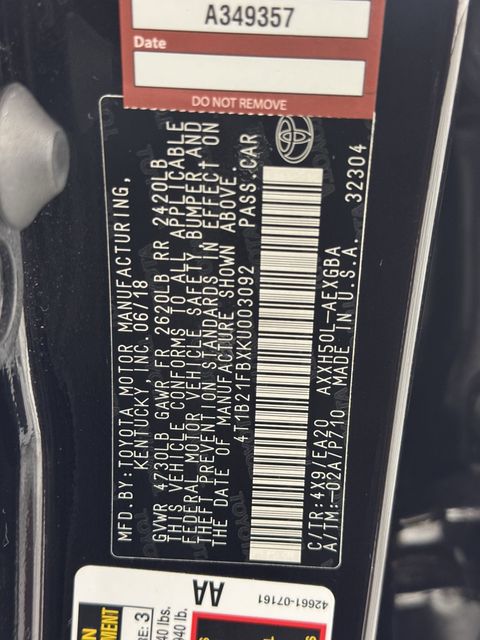 A349357
Date
DO NOT REMOVE
MFD.BY:TOYOTA MOTOR MANUFACTURING,
KENTUCKY, INC. 06/18
GVWR 4730LB GAWR FR 2620LB RR 2420LB
THIS VEHICLE CONFORMS TO ALL APPLICABLE
FEDERAL MOTOR VEHICLE SAFETY, BUMPER AND
THEFT PREVENTION STANDARDS IN EFFECT ON
THE DATE OF MANUFACTURE SHOWN ABOVE.
4T1B21FBXKU003092 PASS.CAR
C/TR:4X9/EA20 AXXH50L-AEXGBA
A/TM:-02A/P710 MADE IN U.S.A. 32304
AA
42661-07161